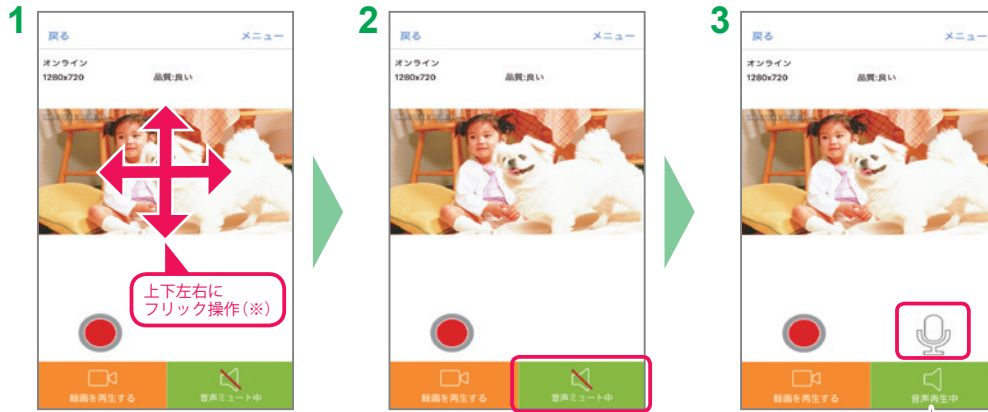 1
戻る
メニュー
オンライン
1280x720
品質:良い
上下左右に
フリック操作(※)
録画を再生する
音声ミュート中
2
戻る
メニュー
オンライン
1280x720
品質:良い
録画を再生する
音声ミュート中
3
戻る
メニュー
オンライン
1280x720
品質:良い
録画を再生する
音声再生中